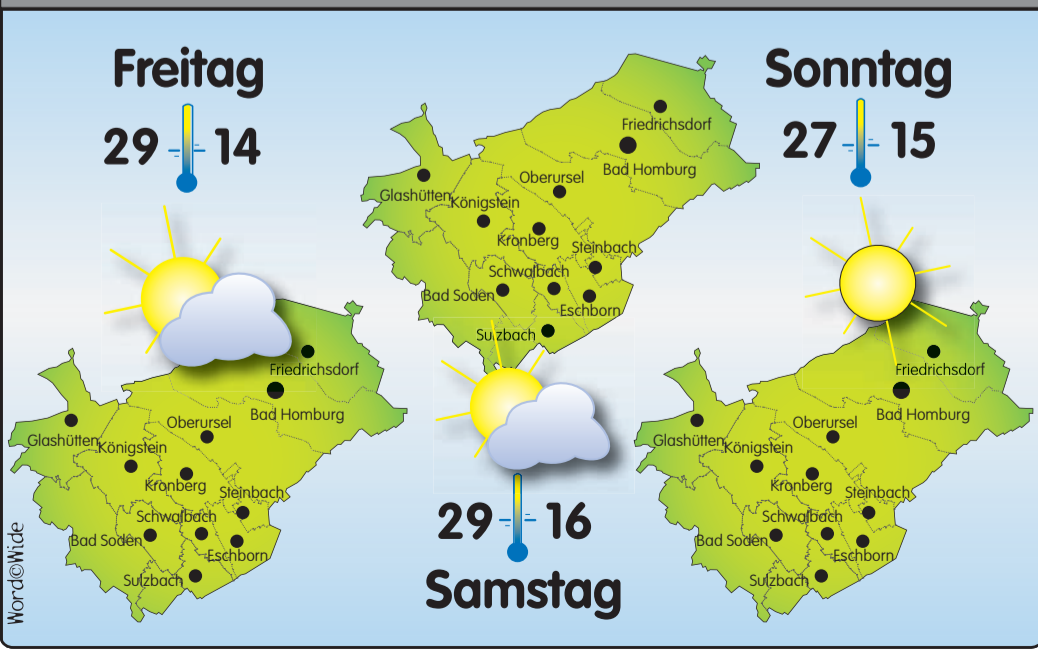 Freitag
29 14
Friedrichsdorf
Bad Homburg
Oberursel
Glashütten
Königstein
Kronberg
Steinbach
Schwalbach
Bad Soden
Eschborn
Sulzbach
Friedrichsdorf
Bad Homburg
Oberursel
Glashütten
Königstein
Kronberg
Steinbach
Schwalbach
Bad Soden
Eschborn
Sulzbach
29 16
Samstag
Sonntag
27 15
Friedrichsdorf
Bad Homburg
Oberursel
Glashütten
Königstein
Kronberg
Steinbach
Schwalbach
Bad Soden
Eschborn
Sulzbach
Word©Wide